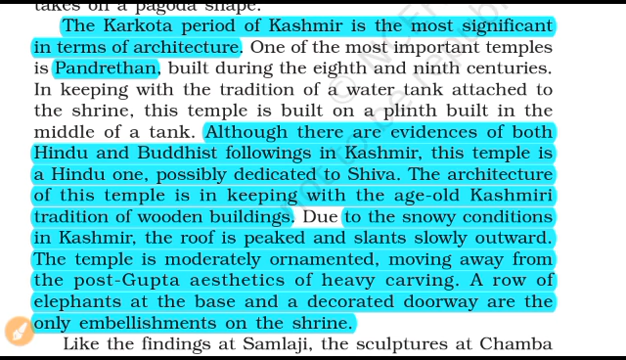 takes on a pagoda shape.
The Karkota period of Kashmir is the most significant
in terms of architecture. One of the most important temples
is Pandrethan, built during the eighth and ninth centuries.
In keeping with the tradition of a water tank attached to
the shrine, this temple is built on a plinth built in the
middle of a tank. Although there are evidences of both
Hindu and Buddhist followings in Kashmir, this temple is
a Hindu one, possibly dedicated to Shiva. The architecture
of this temple is in keeping with the age-old Kashmiri
tradition of wooden buildings. Due to the snowy conditions
in Kashmir, the roof is peaked and slants slowly outward.
The temple is moderately ornamented, moving away from
the post-Gupta aesthetics of heavy carving. A row of
elephants at the base and a decorated doorway are the
only embellishments on the shrine.
Like the findings at Samlaji, the sculptures at Chamba